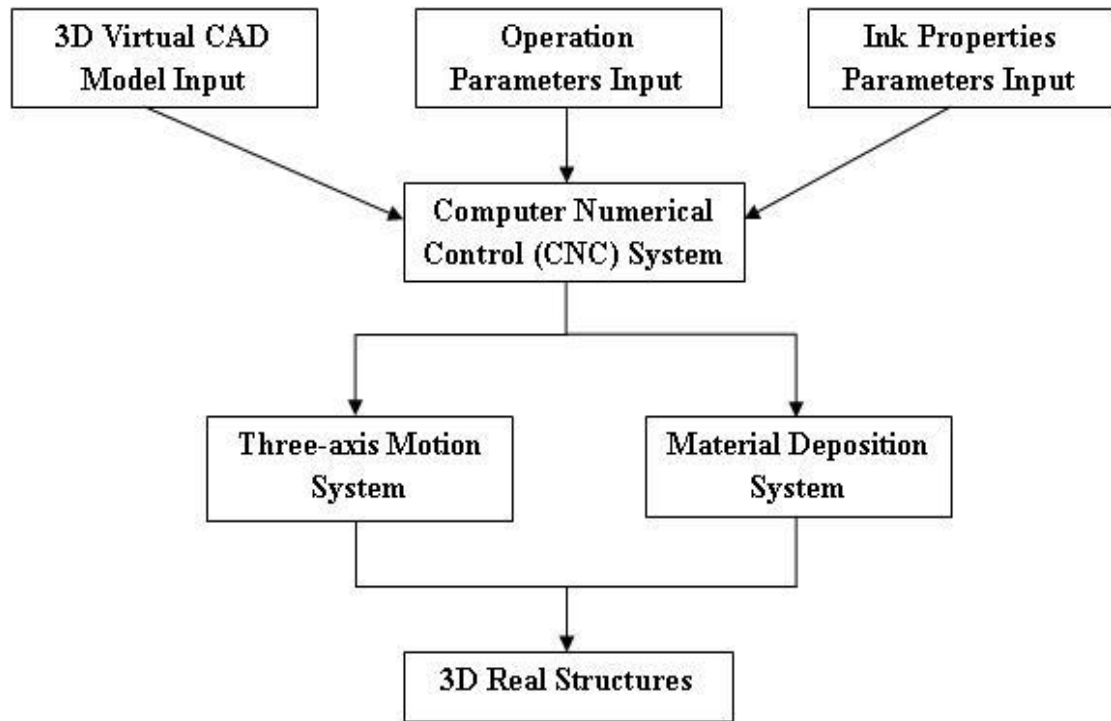 3D Virtual CAD
Model Input
Operation
Parameters Input
Ink Properties
Parameters Input
Computer Numerical
Control (CNC) System
Three-axis Motion
System
Material Deposition
System
3D Real Structures